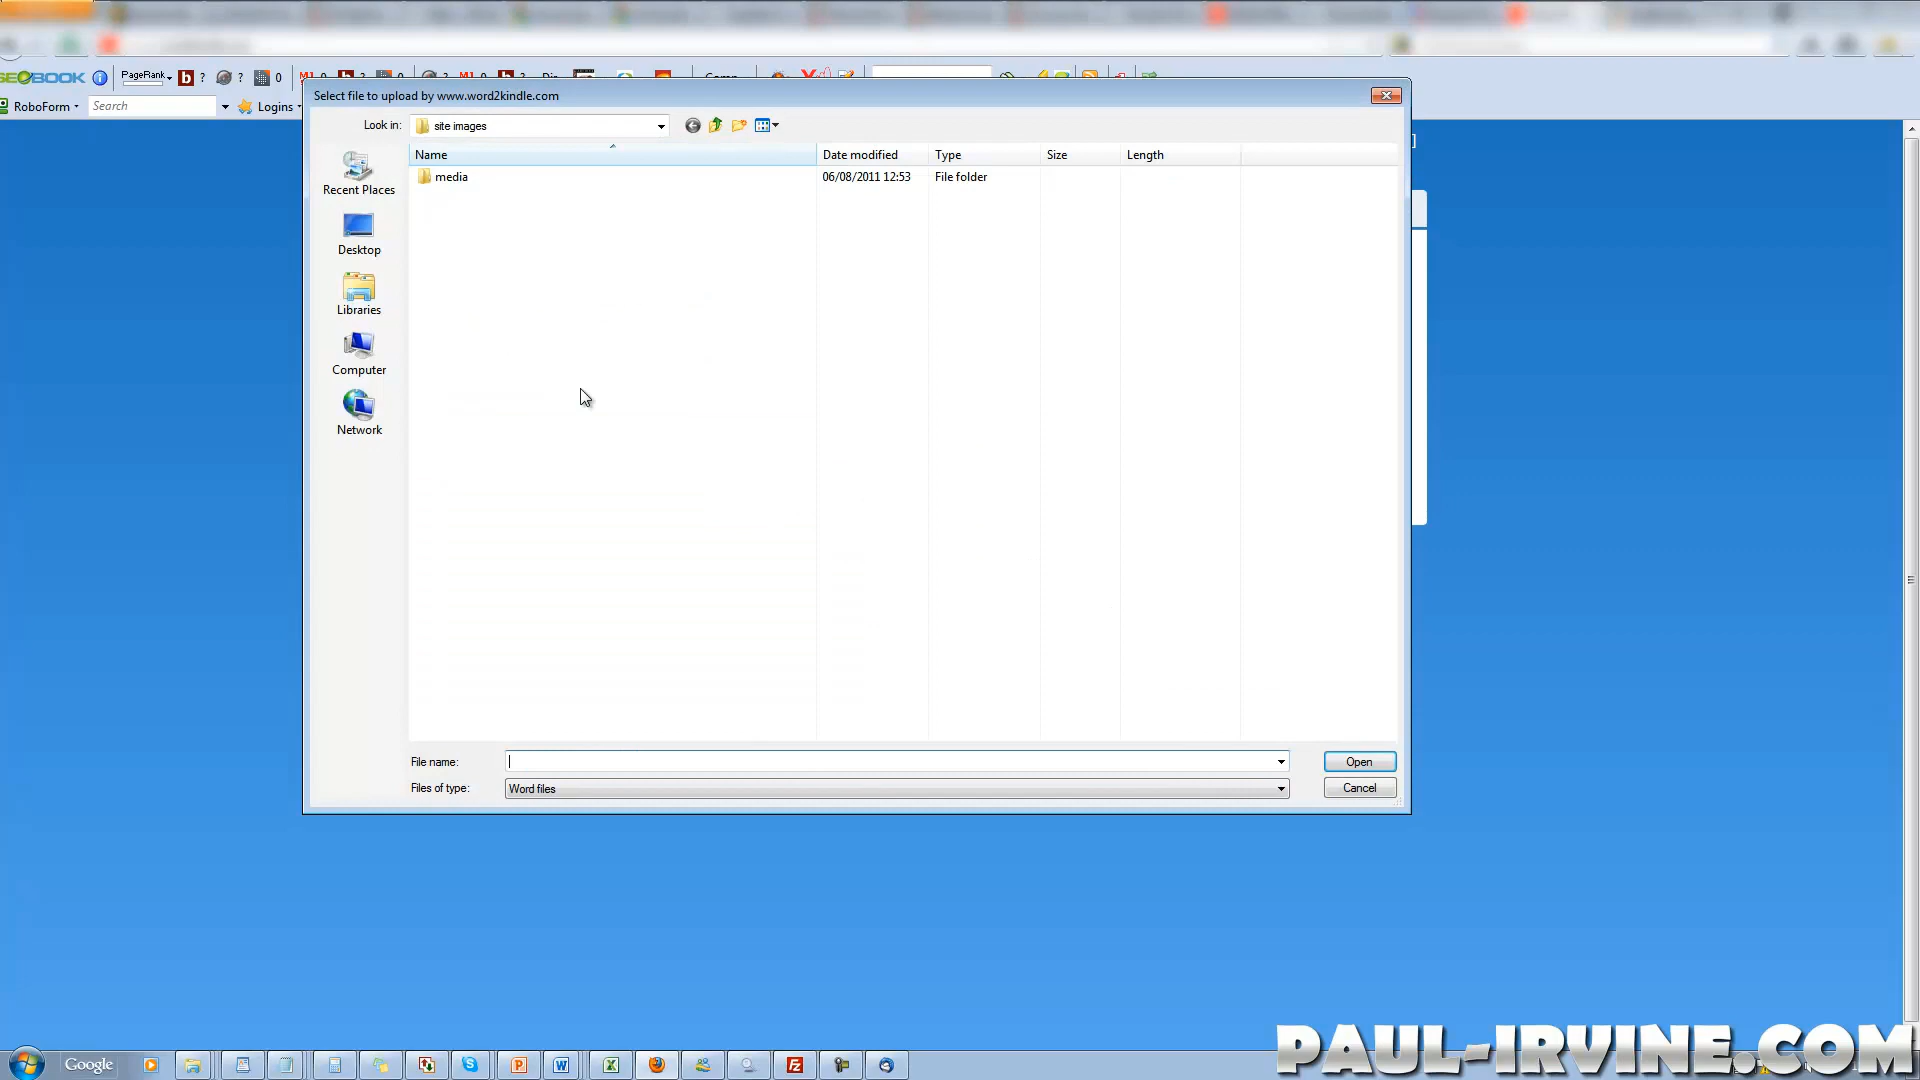 SEOBOOK
PageRank
b ? ? 0
RoboForm
Search
Logins
Select file to upload by www.word2kindle.com
Look in:
site images
Name
Date modified
Type
Size
Length
media
06/08/2011 12:53
File folder
Recent Places
Desktop
Libraries
Computer
Network
File name:
Open
Files of type:
Word files
Cancel
Google
PAUL-IRVINE.COM